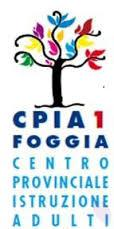 CPIA 1
FOGGIA
CENTRO
PROVINCIALE
ISTRUZIONE
ADULTI